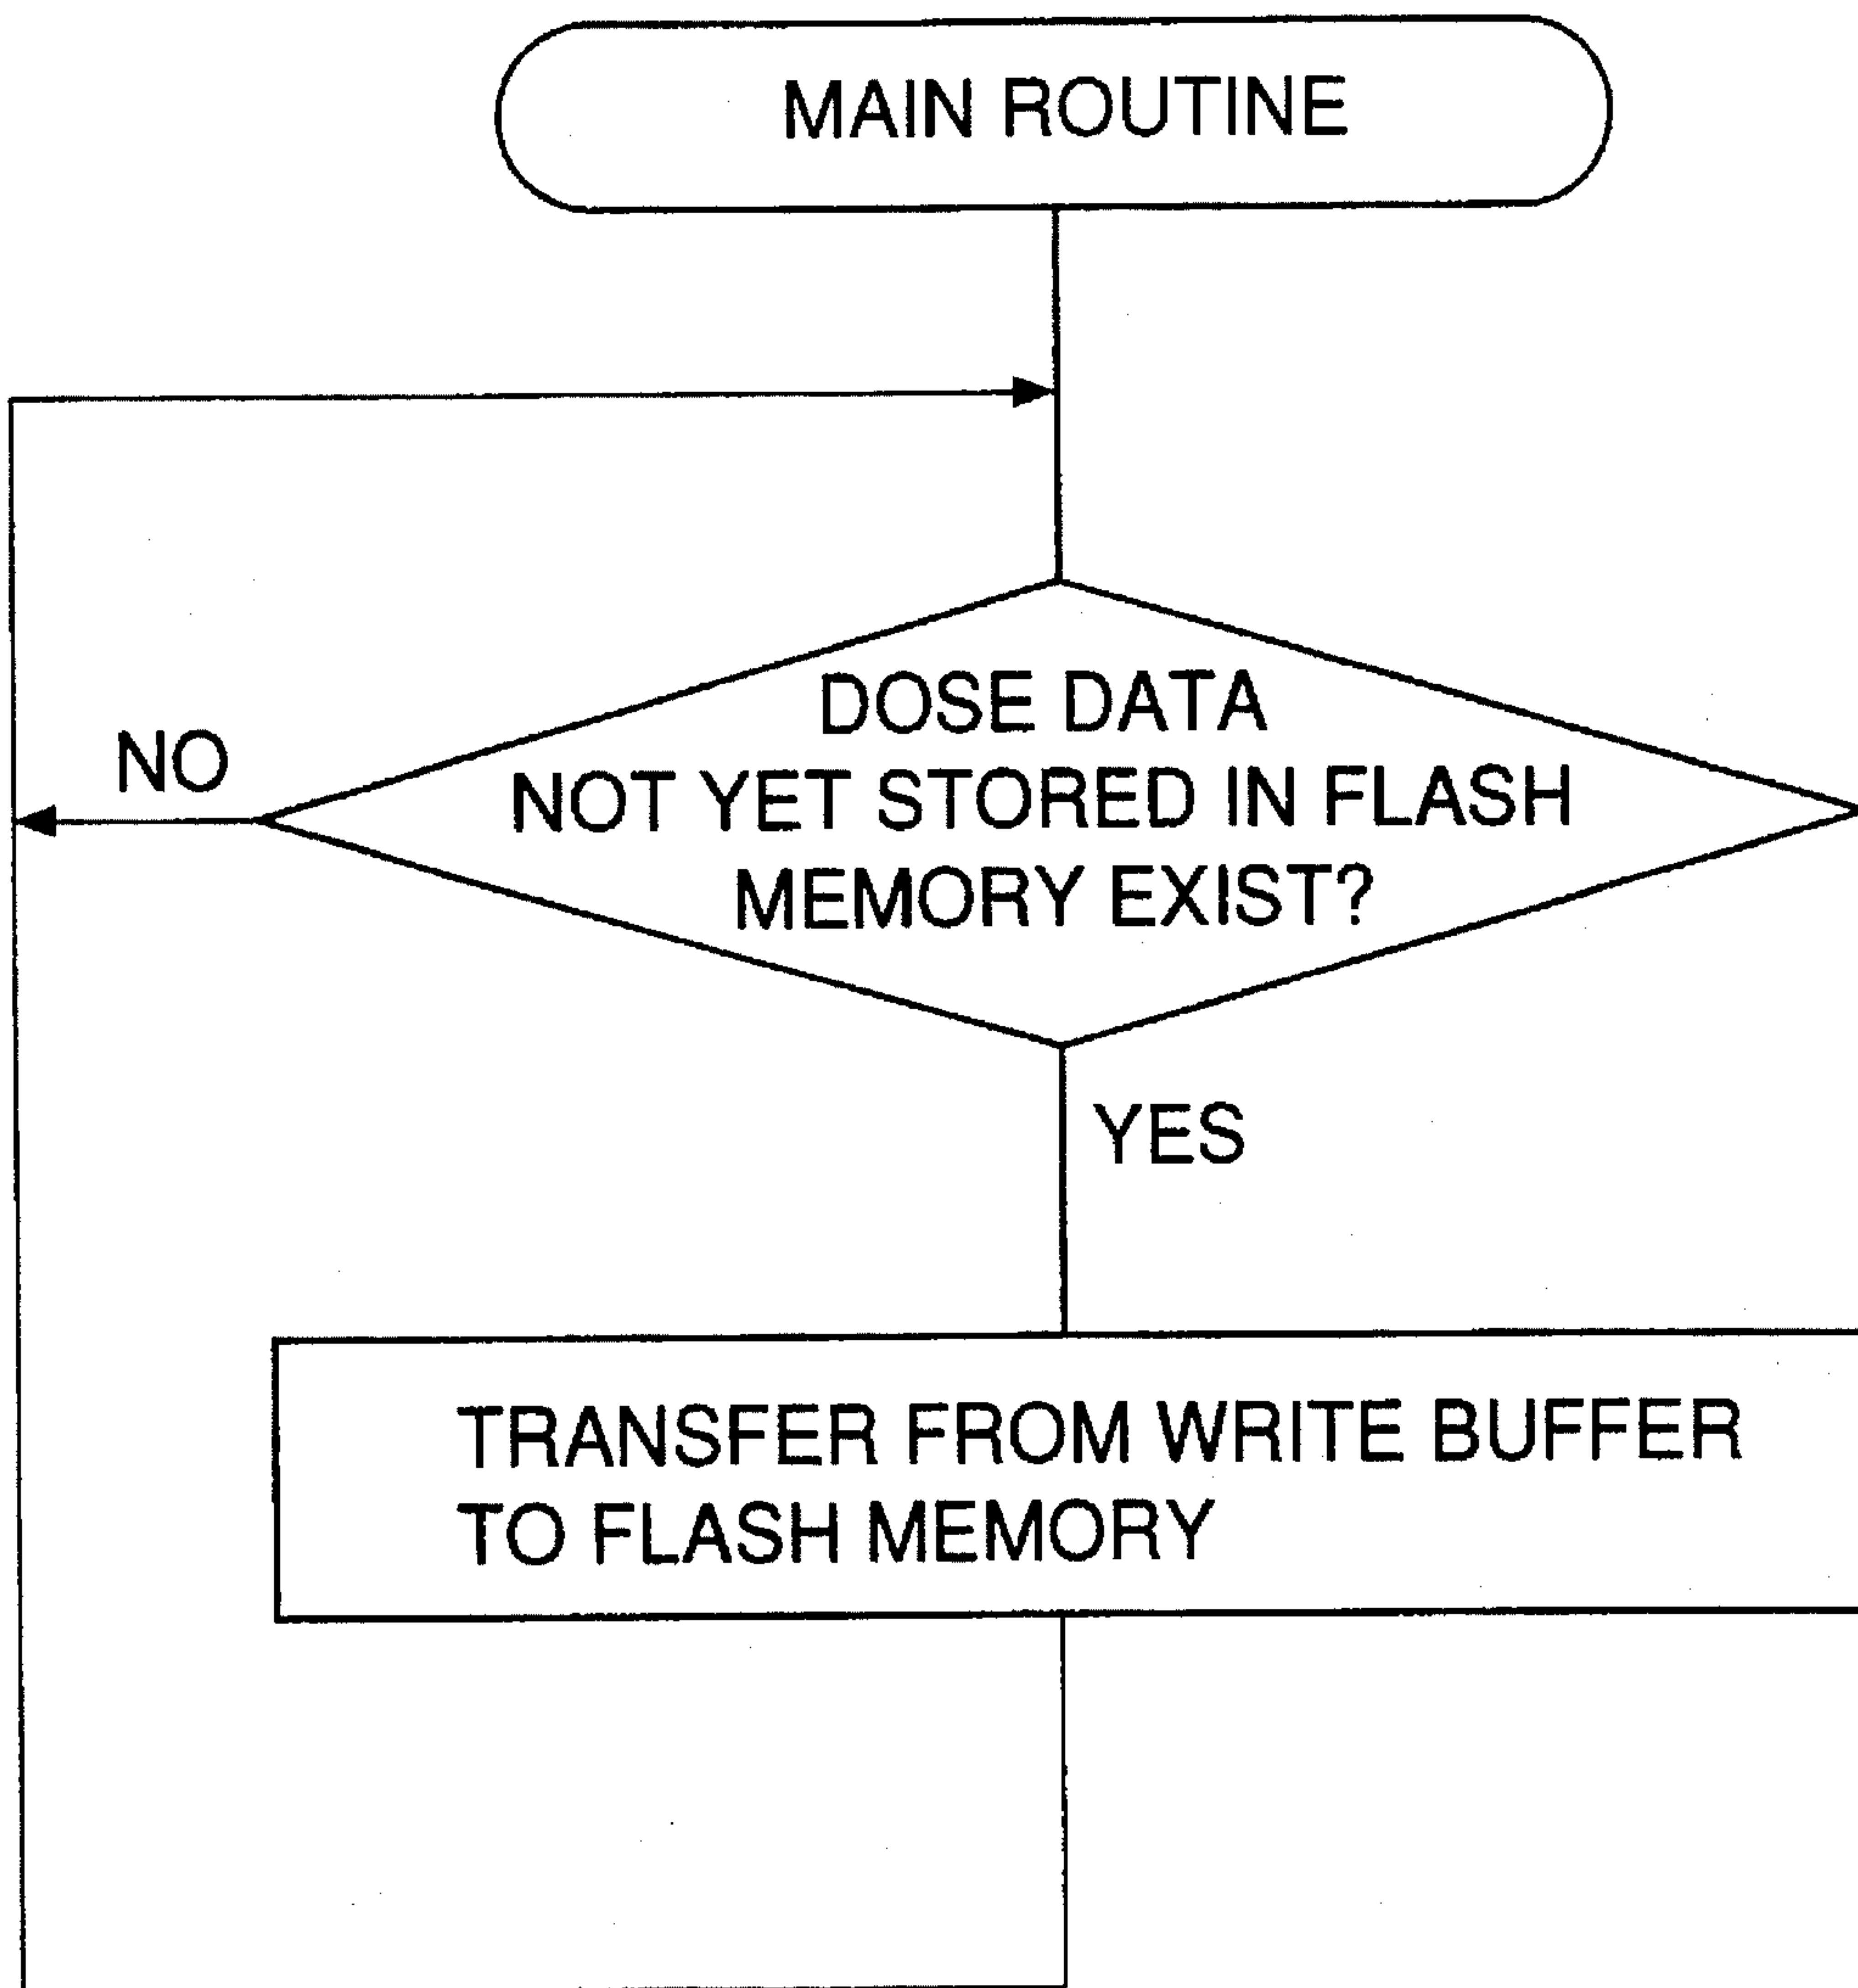 MAIN ROUTINE
DOSE DATA
NOT YET STORED IN FLASH
MEMORY EXIST?
NO
YES
TRANSFER FROM WRITE BUFFER
TO FLASH MEMORY